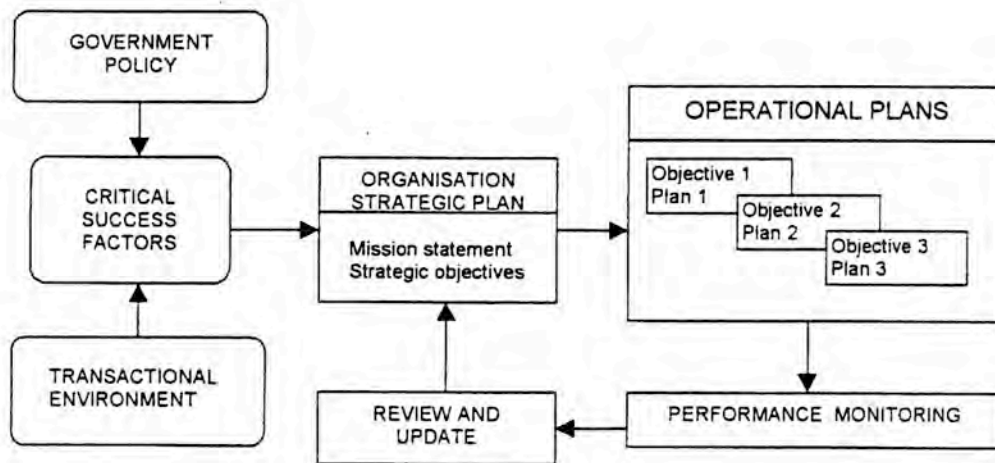 GOVERNMENT
POLICY
CRITICAL
SUCCESS
FACTORS
TRANSACTIONAL
ENVIRONMENT
ORGANISATION
STRATEGIC PLAN
Mission statement
Strategic objectives
OPERATIONAL PLANS
Objective 1
Plan 1
Objective 2
Plan 2
Objective 3
Plan 3
REVIEW AND
UPDATE
PERFORMANCE MONITORING